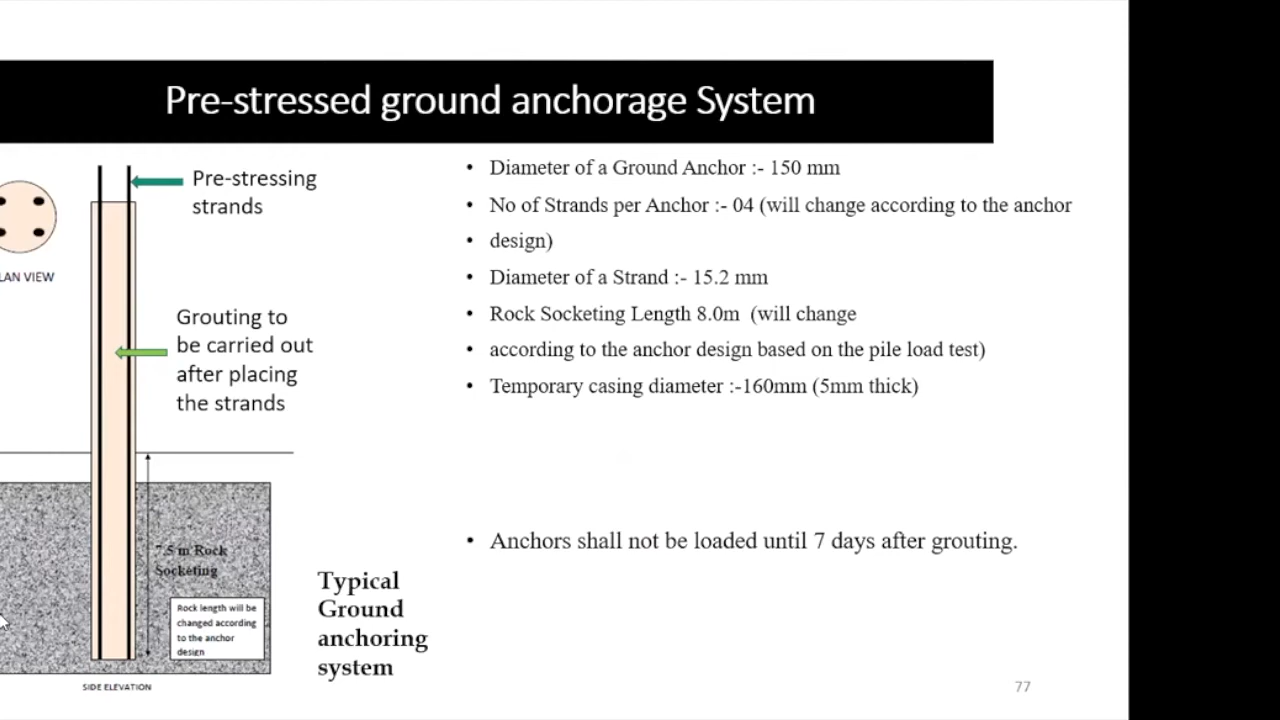 Pre-stressed ground anchorage System
Pre-stressing
strands
LAN VIEW
Grouting to
be carried out
after placing
the strands
7.5 m Rock
Socketing
Rock length will be
changed according
to the anchor
design
SIDE ELEVATION
Typical
Ground
anchoring
system
• Diameter of a Ground Anchor :- 150 mm
• No of Strands per Anchor :- 04 (will change according to the anchor
• design)
• Diameter of a Strand :- 15.2 mm
• Rock Socketing Length 8.0m (will change
• according to the anchor design based on the pile load test)
• Temporary casing diameter :-160mm (5mm thick)
• Anchors shall not be loaded until 7 days after grouting.
77